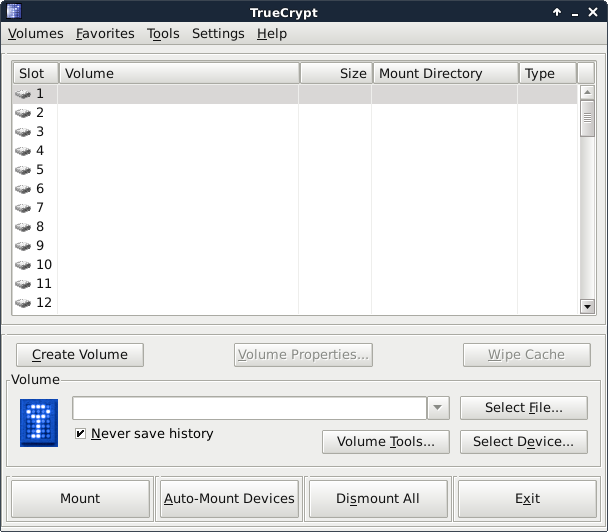 TrueCrypt
Volumes Favorites Tools Settings Help
Slot Volume Size Mount Directory Type
1
2
3
4
5
6
7
8
9
10
11
12
Create Volume Volume Properties... Wipe Cache
Volume
Select File...
Never save history
Volume Tools... Select Device...
Mount Auto-Mount Devices Dismount All Exit